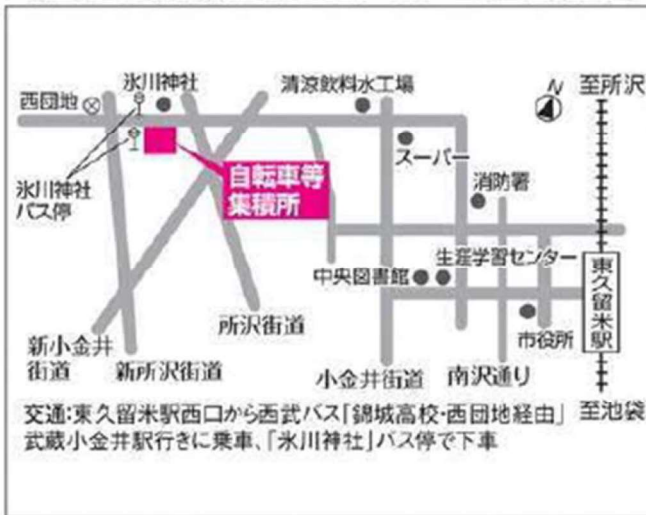 氷川神社
清涼飲料水工場
N
至所沢
西団地
スーパー
自転車等
集積所
消防署
氷川神社
バス停
生涯学習センター
中央図書館
東久留米駅
市役所
所沢街道
新小金井
街道
新所沢街道
小金井街道
南沢通り
交通:東久留米駅西口から西武バス「錦城高校・西団地経由」
至池袋
武蔵小金井駅行きに乗車、「氷川神社」バス停で下車